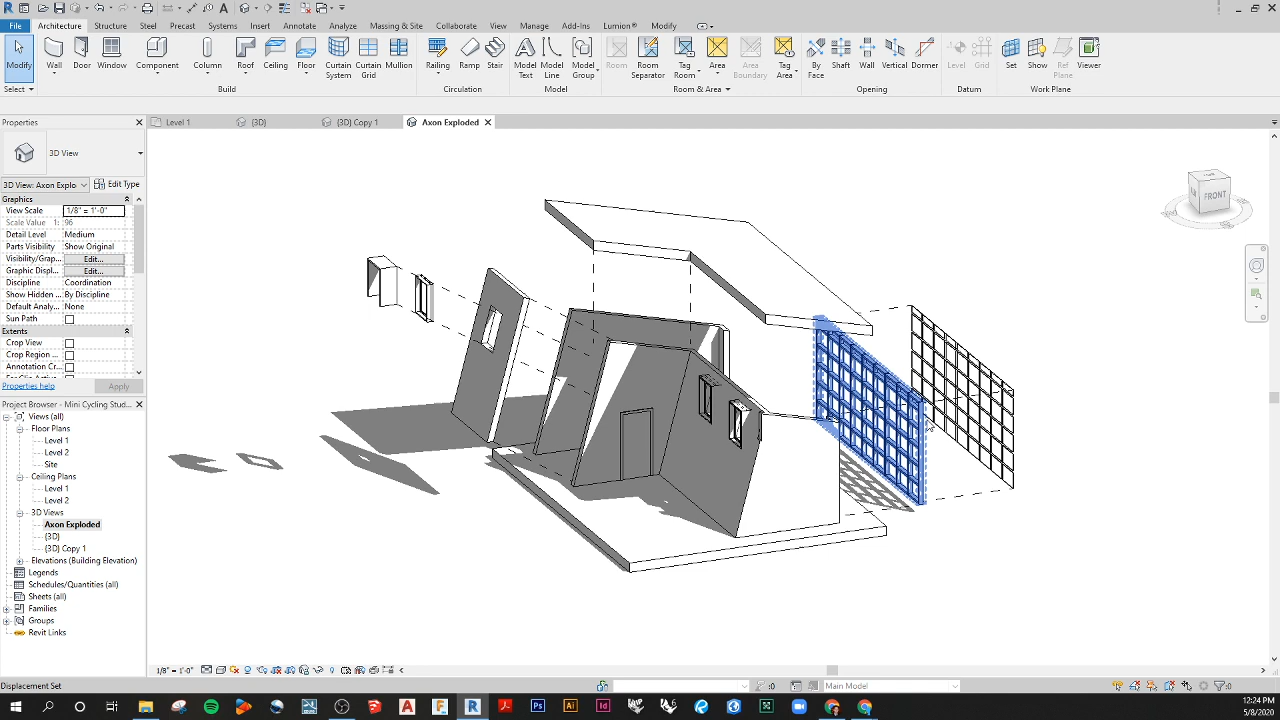 File Architecture Structure Steel Precast Systems Insert Annotate Analyze Massing & Site Collaborate View Manage Add-Ins Lumion® Modify
Modify Wall Door Window Component Column Roof Ceiling Floor Curtain System Curtain Grid Mullion Railing Ramp Stair Model Text Model Line Model Group Room Room Separator Tag Room Area Area Boundary Tag Area By Face Shaft Wall Vertical Dormer Level Grid Set Show Ref Plane Viewer
Select Build Circulation Model Room & Area Opening Datum Work Plane
Properties
Level 1 {3D} {3D} Copy 1 Axon Exploded
3D View
3D View: Axon Explo Edit Type
Graphics
View Scale 1/8" = 1'-0"
Scale Value 1: 96
Detail Level Medium
Parts Visibility Show Original
Visibility/Grap... Edit...
Graphic Displ... Edit...
Discipline Coordination
Show Hidden ... By Discipline
Default Analy... None
Sun Path
Extents
Crop View
Crop Region ...
Annotation Cr...
Properties help Apply
Project Browser - Mini Cycling Stud...
Views (all)
Floor Plans
Level 1
Level 2
Site
Ceiling Plans
Level 1
Level 2
3D Views
Axon Exploded
{3D}
{3D} Copy 1
Elevations (Building Elevation)
Legends
Schedules/Quantities (all)
Sheets (all)
Families
Groups
Revit Links
FRONT
1/8" = 1'-0"
Displacement Set :0 Main Model :0
12:24 PM
5/8/2020